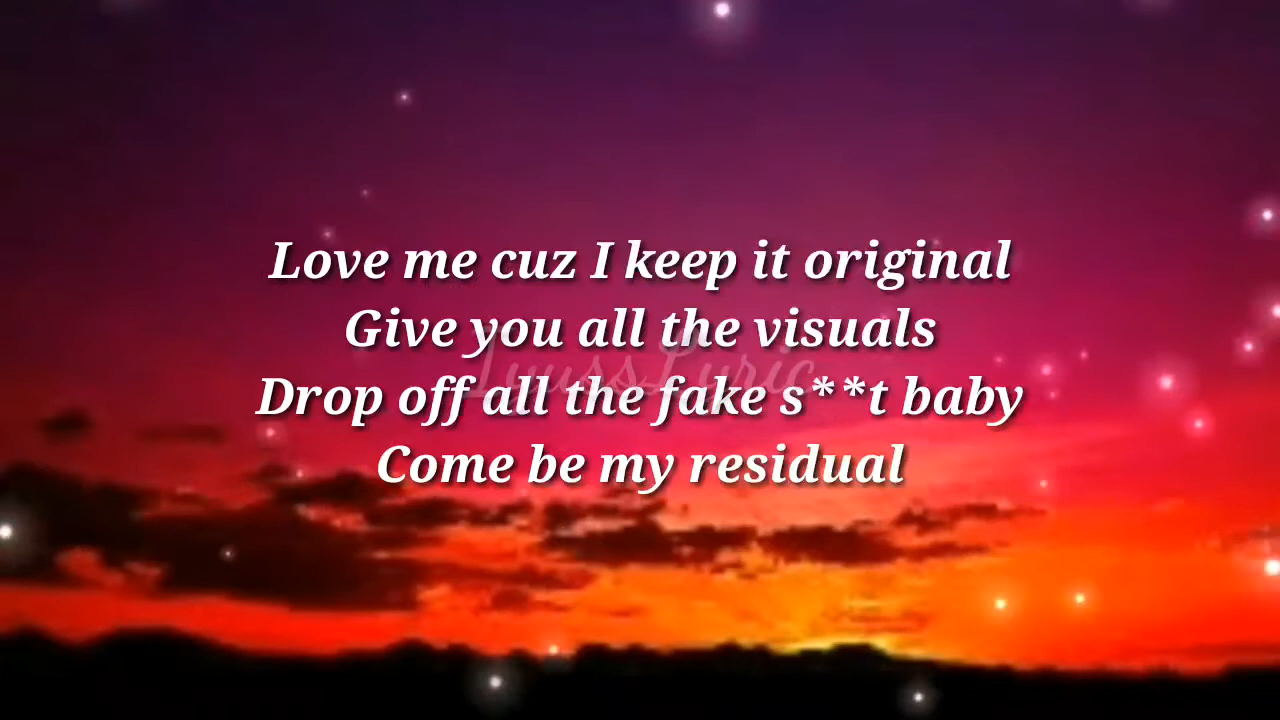 Love me cuz I keep it original
Give you all the visuals
LyussLyric
Drop off all the fake s**t baby
Come be my residual